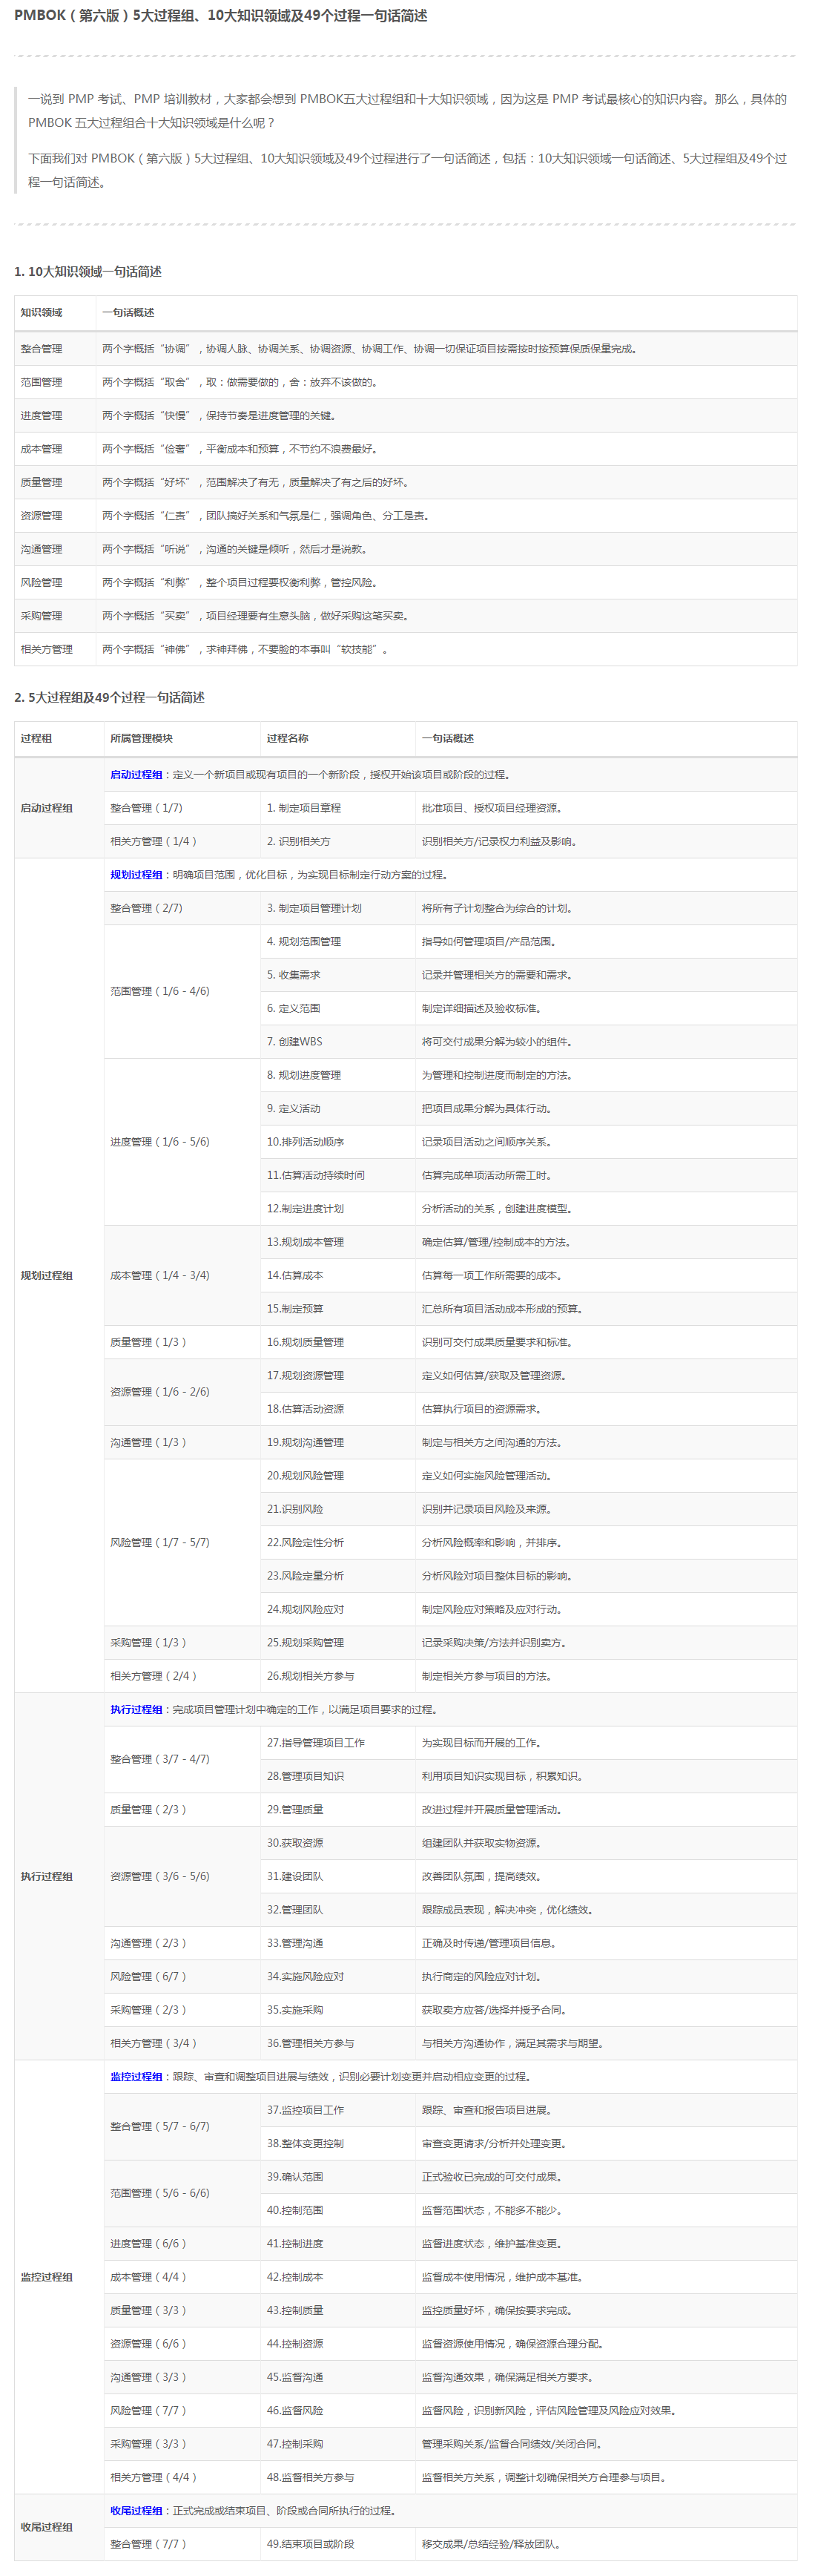 PMBOK（第六版）5大过程组、10大知识领域及49个过程一句话简述
一说到 PMP 考试、PMP 培训教材，大家都会想到 PMBOK五大过程组和十大知识领域，因为这是 PMP 考试最核心的知识内容。那么，具体的
PMBOK 五大过程组合十大知识领域是什么呢？
下面我们对 PMBOK（第六版）5大过程组、10大知识领域及49个过程进行了一句话简述，包括：10大知识领域一句话简述、5大过程组及49个过
程一句话简述。
1. 10大知识领域一句话简述
知识领域 一句话概述
整合管理 两个字概括“协调”，协调人脉、协调关系、协调资源、协调工作、协调一切保证项目按需按时按预算保质保量完成。
范围管理 两个字概括“取舍”，取：做需要做的，舍：放弃不该做的。
进度管理 两个字概括“快慢”，保持节奏是进度管理的关键。
成本管理 两个字概括“俭奢”，平衡成本和预算，不节约不浪费最好。
质量管理 两个字概括“好坏”，范围解决了有无，质量解决了有之后的好坏。
资源管理 两个字概括“仁责”，团队搞好关系和气氛是仁，强调角色、分工是责。
沟通管理 两个字概括“听说”，沟通的关键是倾听，然后才是说教。
风险管理 两个字概括“利弊”，整个项目过程要权衡利弊，管控风险。
采购管理 两个字概括“买卖”，项目经理要有生意头脑，做好采购这笔买卖。
相关方管理 两个字概括“神佛”，求神拜佛，不要脸的本事叫“软技能”。
2. 5大过程组及49个过程一句话简述
过程组 所属管理模块 过程名称 一句话概述
启动过程组：定义一个新项目或现有项目的一个新阶段，授权开始该项目或阶段的过程。
启动过程组 整合管理（1/7) 1. 制定项目章程 批准项目、授权项目经理资源。
相关方管理（1/4 ） 2. 识别相关方 识别相关方/记录权力利益及影响。
规划过程组：明确项目范围，优化目标，为实现目标制定行动方案的过程。
整合管理（2/7) 3. 制定项目管理计划 将所有子计划整合为综合的计划。
4. 规划范围管理 指导如何管理项目/产品范围。
5. 收集需求 记录并管理相关方的需要和需求。
范围管理（1/6 - 4/6)
6. 定义范围 制定详细描述及验收标准。
7. 创建WBS 将可交付成果分解为较小的组件。
8. 规划进度管理 为管理和控制进度而制定的方法。
9. 定义活动 把项目成果分解为具体行动。
进度管理（1/6 - 5/6) 10.排列活动顺序 记录项目活动之间顺序关系。
11.估算活动持续时间 估算完成单项活动所需工时。
12.制定进度计划 分析活动的关系，创建进度模型。
13.规划成本管理 确定估算/管理/控制成本的方法。
规划过程组 成本管理（1/4 - 3/4) 14.估算成本 估算每一项工作所需要的成本。
15.制定预算 汇总所有项目活动成本形成的预算。
质量管理（1/3 ） 16.规划质量管理 识别可交付成果质量要求和标准。
17.规划资源管理 定义如何估算/获取及管理资源。
资源管理（1/6 - 2/6)
18.估算活动资源 估算执行项目的资源需求。
沟通管理（1/3 ） 19.规划沟通管理 制定与相关方之间沟通的方法。
20.规划风险管理 定义如何实施风险管理活动。
21.识别风险 识别并记录项目风险及来源。
风险管理（1/7 - 5/7) 22.风险定性分析 分析风险概率和影响，并排序。
23.风险定量分析 分析风险对项目整体目标的影响。
24.规划风险应对 制定风险应对策略及应对行动。
采购管理（1/3 ） 25.规划采购管理 记录采购决策/方法并识别卖方。
相关方管理（2/4 ） 26.规划相关方参与 制定相关方参与项目的方法。
执行过程组：完成项目管理计划中确定的工作，以满足项目要求的过程。
27.指导管理项目工作 为实现目标而开展的工作。
整合管理（3/7 - 4/7)
28.管理项目知识 利用项目知识实现目标，积累知识。
质量管理（2/3 ） 29.管理质量 改进过程并开展质量管理活动。
30.获取资源 组建团队并获取实物资源。
执行过程组 资源管理（3/6 - 5/6) 31.建设团队 改善团队氛围，提高绩效。
32.管理团队 跟踪成员表现，解决冲突，优化绩效。
沟通管理（2/3 ） 33.管理沟通 正确及时传递/管理项目信息。
风险管理（6/7 ） 34.实施风险应对 执行商定的风险应对计划。
采购管理（2/3 ） 35.实施采购 获取卖方应答/选择并授予合同。
相关方管理（3/4 ） 36.管理相关方参与 与相关方沟通协作，满足其需求与期望。
监控过程组：跟踪、审查和调整项目进展与绩效，识别必要计划变更并启动相应变更的过程。
37.监控项目工作 跟踪、审查和报告项目进展。
整合管理（5/7 - 6/7)
38.整体变更控制 审查变更请求/分析并处理变更。
39.确认范围 正式验收已完成的可交付成果。
范围管理（5/6 - 6/6)
40.控制范围 监督范围状态，不能多不能少。
进度管理（6/6 ） 41.控制进度 监督进度状态，维护基准变更。
监控过程组 成本管理（4/4 ） 42.控制成本 监督成本使用情况，维护成本基准。
质量管理（3/3 ） 43.控制质量 监控质量好坏，确保按要求完成。
资源管理（6/6 ） 44.控制资源 监督资源使用情况，确保资源合理分配。
沟通管理（3/3 ） 45.监督沟通 监督沟通效果，确保满足相关方要求。
风险管理（7/7 ） 46.监督风险 监督风险，识别新风险，评估风险管理及风险应对效果。
采购管理（3/3 ） 47.控制采购 管理采购关系/监督合同绩效/关闭合同。
相关方管理（4/4 ） 48.监督相关方参与 监督相关方关系，调整计划确保相关方合理参与项目。
收尾过程组：正式完成或结束项目、阶段或合同所执行的过程。
收尾过程组
整合管理（7/7 ） 49.结束项目或阶段 移交成果/总结经验/释放团队。